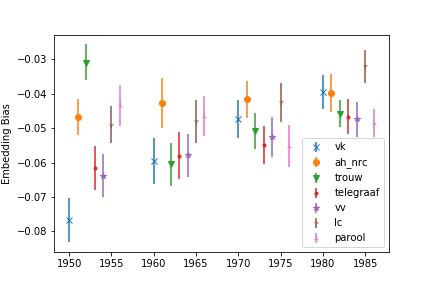 Embedding Bias
−0.03
−0.04
−0.05
−0.06
−0.07
−0.08
1950 1955 1960 1965 1970 1975 1980 1985
vk
ah_nrc
trouw
telegraaf
vv
lc
parool